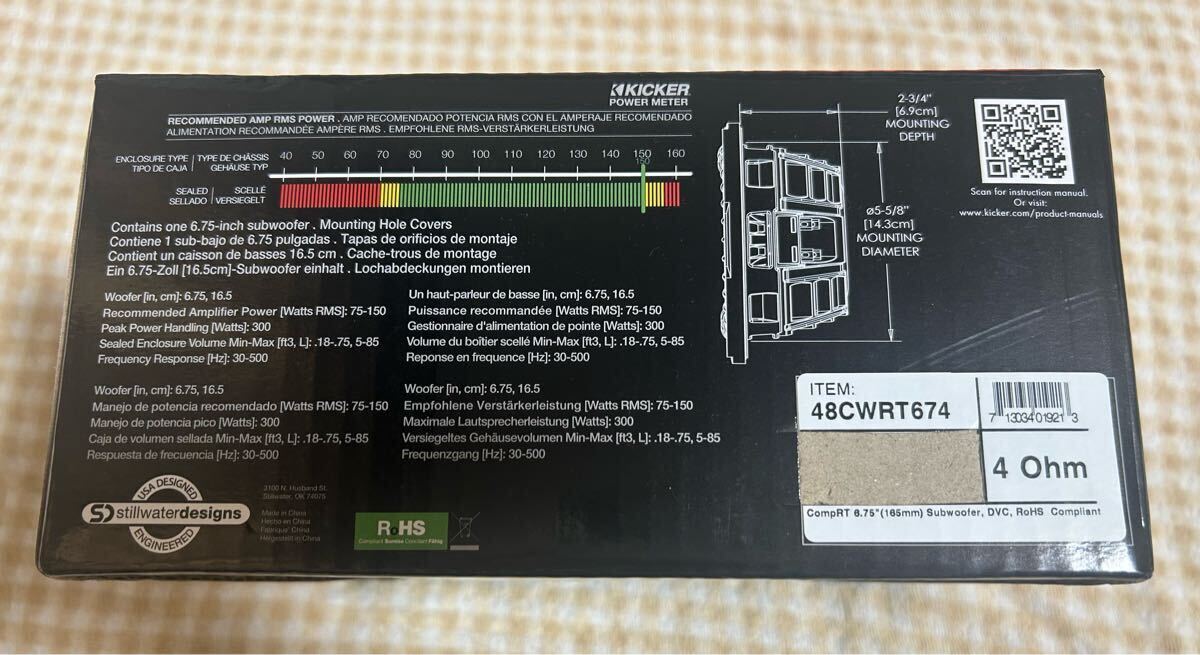 KICKER
POWER METER
RECOMMENDED AMP RMS POWER . AMP RECOMENDADO POTENCIA RMS CON EL AMPERAJE RECOMENDADO
ALIMENTATION RECOMMANDÉE AMPÈRE RMS . EMPFOHLENE RMS-VERSTÄRKERLEISTUNG
ENCLOSURE TYPE | TYPE DE CHÂSSIS
TIPO DE CAJA | GEHÄUSE TYP
40 50 60 70 80 90 100 110 120 130 140 150 160
150
SEALED | SCELLÉ
SELLADO | VERSIEGELT
Contains one 6.75-inch subwoofer . Mounting Hole Covers
Contiene 1 sub-bajo de 6.75 pulgadas . Tapas de orificios de montaje
Contient un caisson de basses 16.5 cm . Cache-trous de montage
Ein 6.75-Zoll [16.5cm]-Subwoofer einhalt . Lochabdeckungen montieren
Woofer [in, cm]: 6.75, 16.5
Recommended Amplifier Power [Watts RMS]: 75-150
Peak Power Handling [Watts]: 300
Sealed Enclosure Volume Min-Max [ft3, L]: .18-.75, 5-85
Frequency Response [Hz]: 30-500
Un haut-parleur de basse [in, cm]: 6.75, 16.5
Puissance recommandée [Watts RMS]: 75-150
Gestionnaire d'alimentation de pointe [Watts]: 300
Volume du boîtier scellé Min-Max [ft3, L]: .18-.75, 5-85
Reponse en frequence [Hz]: 30-500
Woofer [in, cm]: 6.75, 16.5
Manejo de potencia recomendado [Watts RMS]: 75-150
Manejo de potencia pico [Watts]: 300
Caja de volumen sellada Min-Max [ft3, L]: .18-.75, 5-85
Respuesta de frecuencia [Hz]: 30-500
Woofer [in, cm]: 6.75, 16.5
Empfohlene Verstärkerleistung [Watts RMS]: 75-150
Maximale Lautsprecherleistung [Watts]: 300
Versiegeltes Gehäusevolumen Min-Max [ft3, L]: .18-.75, 5-85
Frequenzgang [Hz]: 30-500
2-3/4"
[6.9cm]
MOUNTING
DEPTH
ø5-5/8"
[14.3cm]
MOUNTING
DIAMETER
Scan for instruction manual.
Or visit:
www.kicker.com/product-manuals
USA DESIGNED
SD stillwaterdesigns
ENGINEERED
3100 N. Husband St.
Stillwater, OK 74075
Made in China
Hecho en China
Fabrique' China
Hergestellt in China
RoHS
ITEM:
48CWRT674
7 13034 01921 3
4 Ohm
CompRT 6.75"(165mm) Subwoofer, DVC, RoHS Compliant